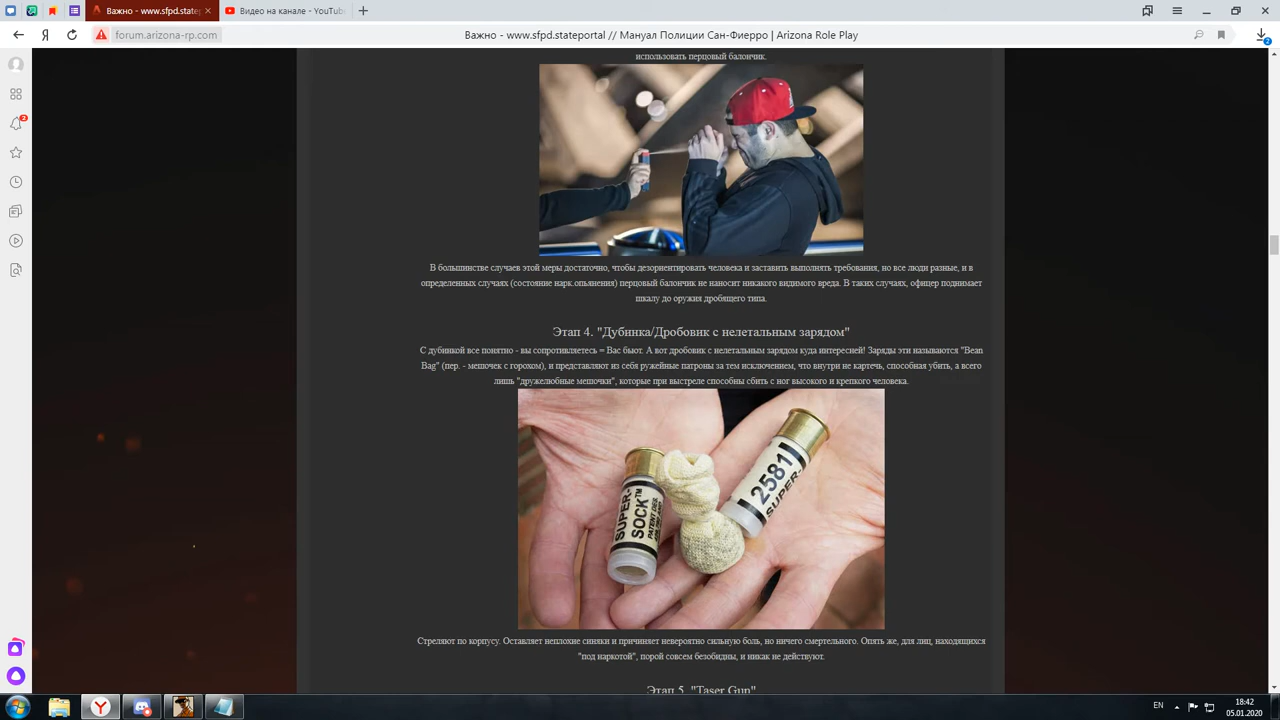 Важно - www.sfpd.statep
Видео на канале - YouTub
forum.arizona-rp.com
Важно - www.sfpd.stateportal // Мануал Полиции Сан-Фиерро | Arizona Role Play
2
2
использовать перцовый балончик.
В большинстве случаев этой меры достаточно, чтобы дезориентировать человека и заставить выполнять требования, но все люди разные, и в
определенных случаях (состояние нарк.опьянения) перцовый балончик не наносит никакого видимого вреда. В таких случаях, офицер поднимает
шкалу до оружия дробящего типа.
Этап 4. "Дубинка/Дробовик с нелетальным зарядом"
С дубинкой все понятно - вы сопротивляетесь = Вас бьют. А вот дробовик с нелетальным зарядом куда интересней! Заряды эти называются "Bean
Bag" (пер. - мешочек с горохом), и представляют из себя ружейные патроны за тем исключением, что внутри не картечь, способная убить, а всего
лишь "дружелюбные мешочки", которые при выстреле способны сбить с ног высокого и крепкого человека.
SUPER-
SOCK™
2581
SUPER-
Стреляют по корпусу. Оставляет неплохие синяки и причиняет невероятно сильную боль, но ничего смертельного. Опять же, для лиц, находящихся
"под наркотой", порой совсем безобидны, и никак не действуют.
Этап 5. "Taser Gun"
EN
18:42
05.01.2020